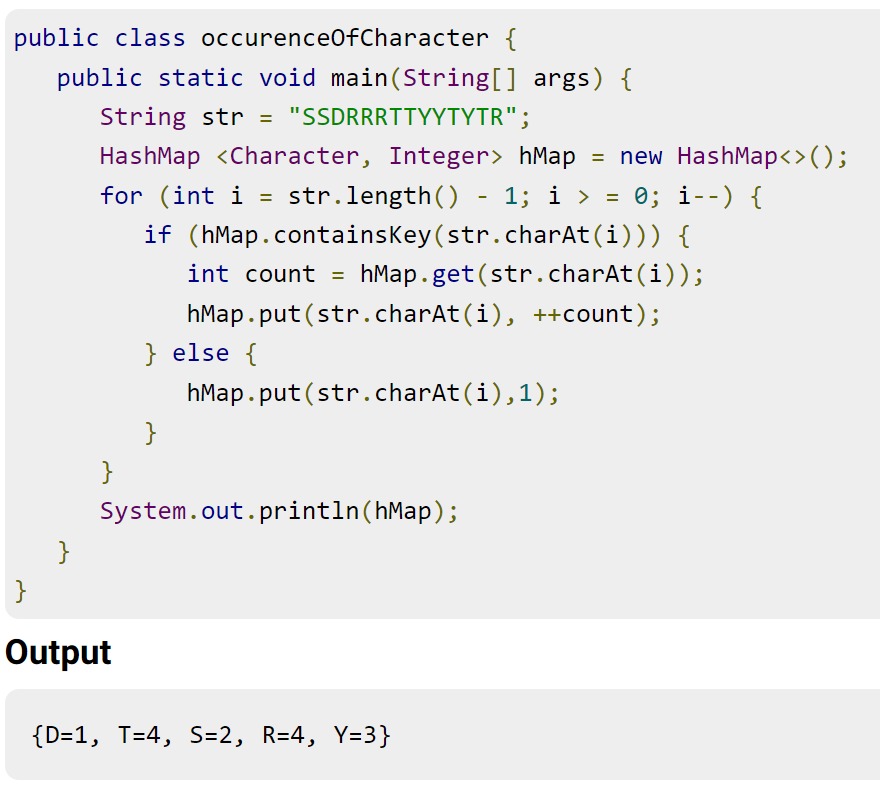 public class occurenceOfCharacter {
   public static void main(String[] args) {
      String str = "SSDRRRTTYYTYTR";
      HashMap <Character, Integer> hMap = new HashMap<>();
      for (int i = str.length() - 1; i > = 0; i--) {
         if (hMap.containsKey(str.charAt(i))) {
            int count = hMap.get(str.charAt(i));
            hMap.put(str.charAt(i), ++count);
         } else {
            hMap.put(str.charAt(i),1);
         }
      }
      System.out.println(hMap);
   }
}
Output
{D=1, T=4, S=2, R=4, Y=3}